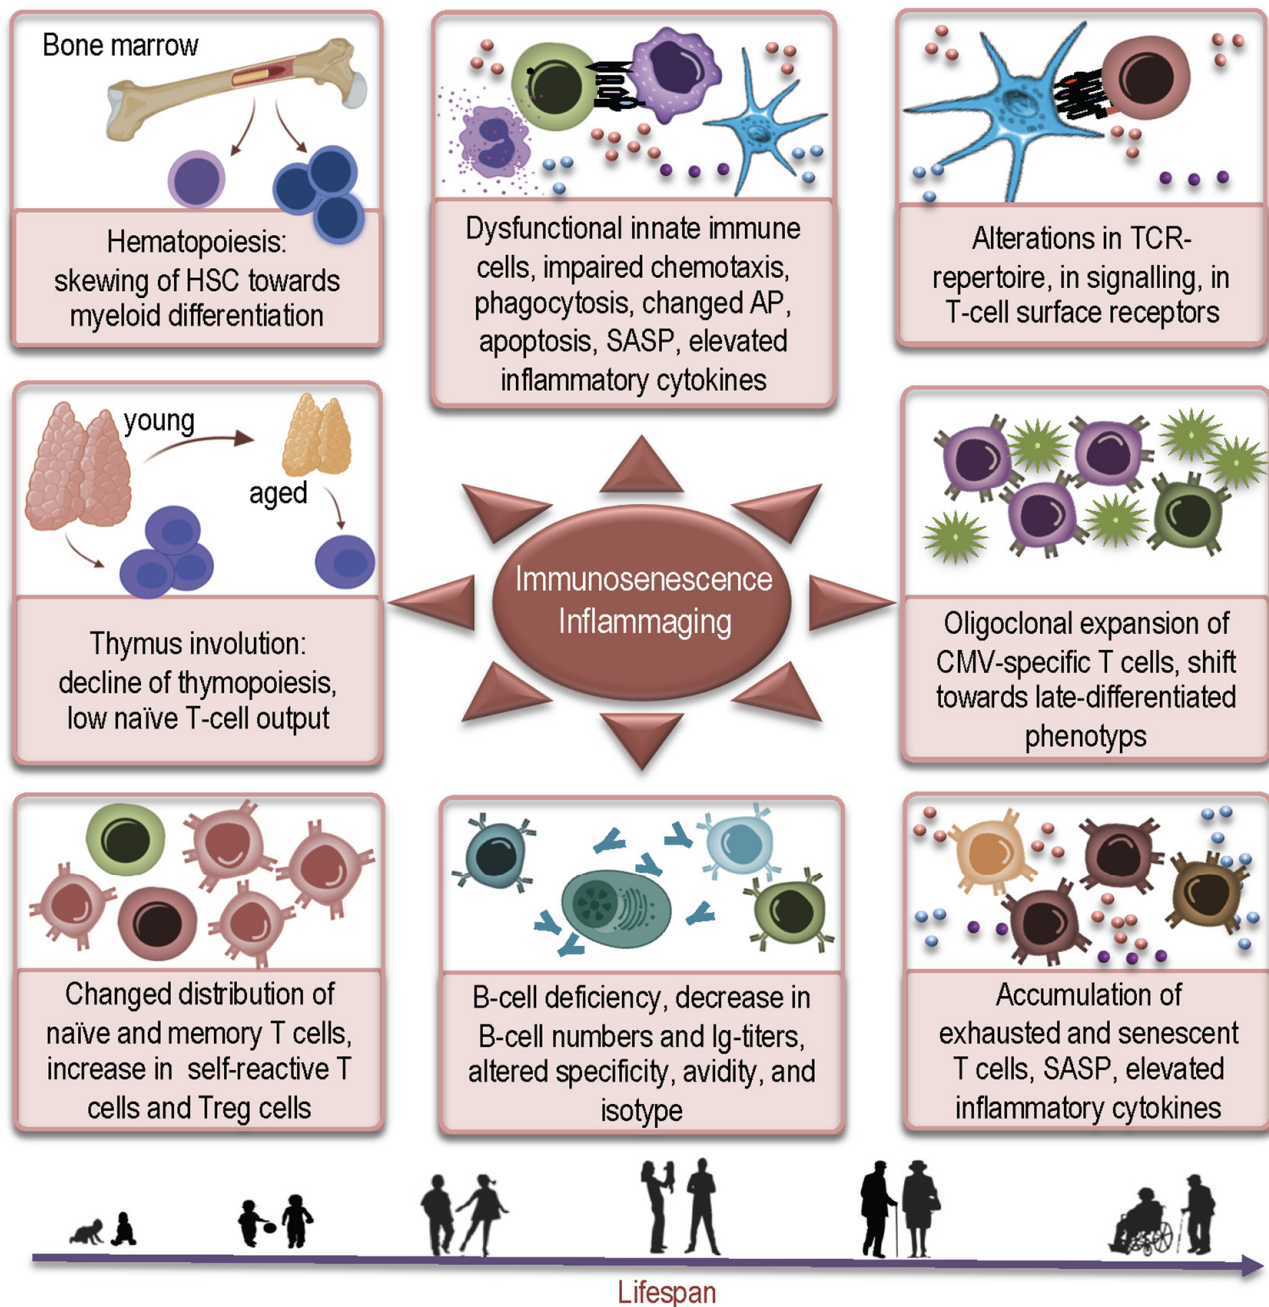 Bone marrow
Hematopoiesis:
skewing of HSC towards
myeloid differentiation
Dysfunctional innate immune
cells, impaired chemotaxis,
phagocytosis, changed AP,
apoptosis, SASP, elevated
inflammatory cytokines
Alterations in TCR-
repertoire, in signalling, in
T-cell surface receptors
young
aged
Thymus involution:
decline of thymopoiesis,
low naïve T-cell output
Immunosenescence
Inflammaging
Oligoclonal expansion of
CMV-specific T cells, shift
towards late-differentiated
phenotyps
Changed distribution of
naïve and memory T cells,
increase in self-reactive T
cells and Treg cells
B-cell deficiency, decrease in
B-cell numbers and Ig-titers,
altered specificity, avidity, and
isotype
Accumulation of
exhausted and senescent
T cells, SASP, elevated
inflammatory cytokines
Lifespan